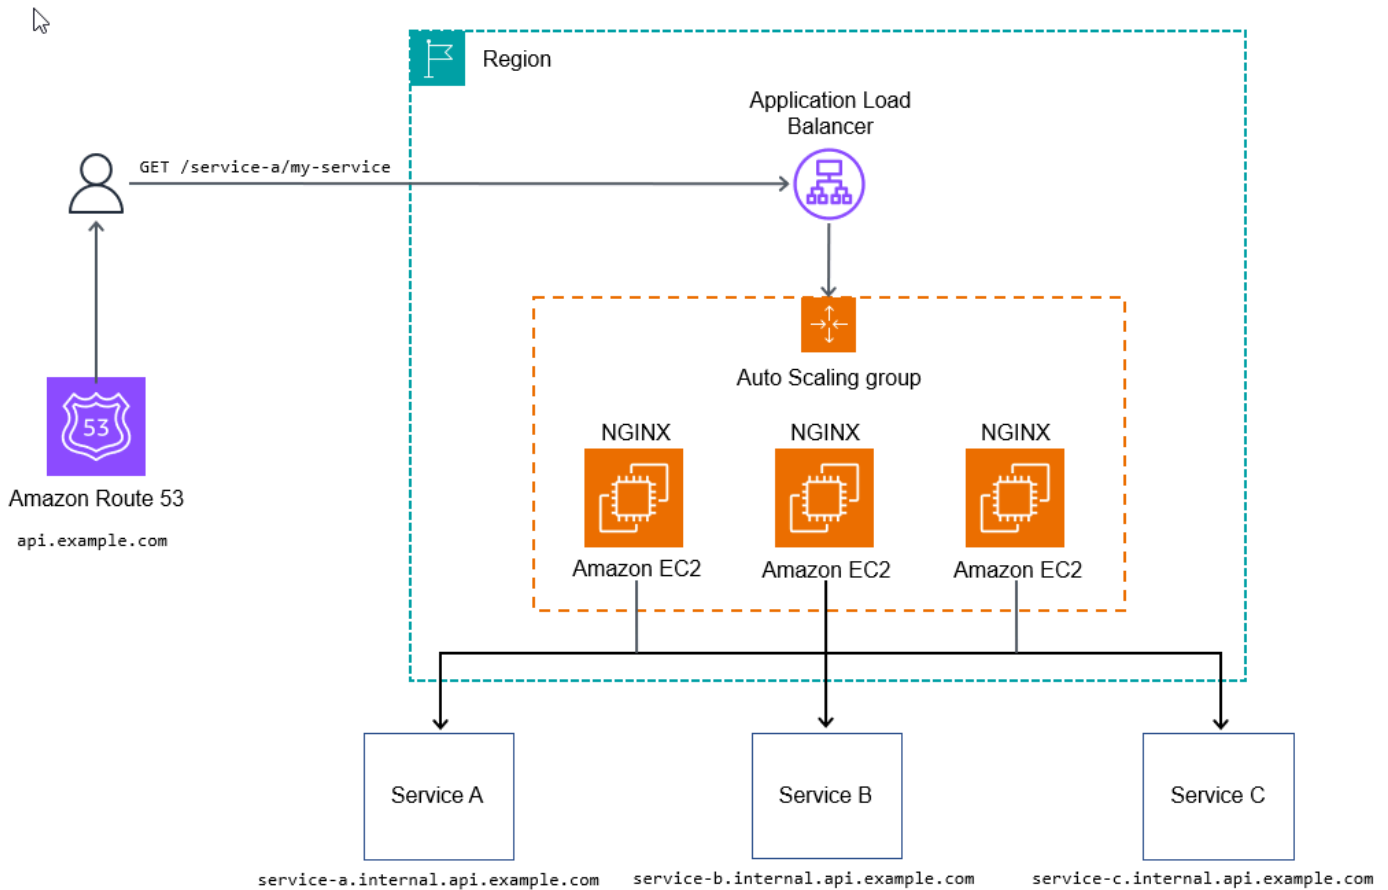 Region
Application Load
Balancer
GET /service-a/my-service
Auto Scaling group
NGINX
NGINX
NGINX
53
Amazon Route 53
api.example.com
Amazon EC2
Amazon EC2
Amazon EC2
Service A
Service B
Service C
service-a.internal.api.example.com
service-b.internal.api.example.com
service-c.internal.api.example.com